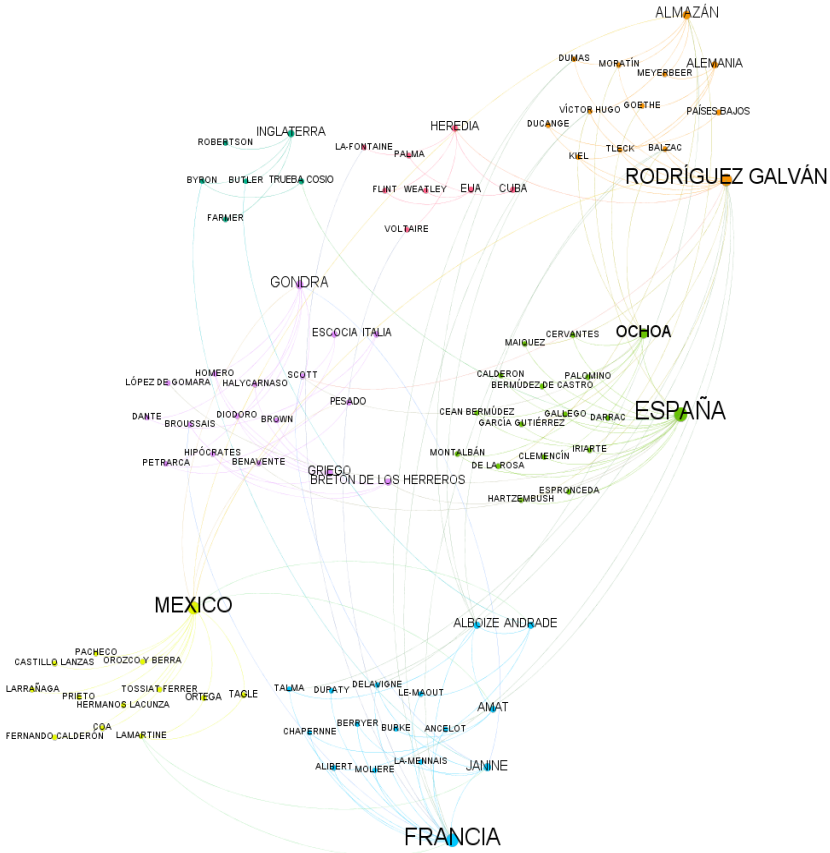 ALMAZÁN
DUMAS
MORATÍN
ALEMANIA
MEYERBEER
VÍCTOR HUGO
GOETHE
PAÍSES BAJOS
DUCANGE
TLECK
BALZAC
KIEL
RODRÍGUEZ GALVÁN
INGLATERRA
ROBERTSON
BYRON
BUTLER
TRUEBA COSIO
FARMER
HEREDIA
LA-FONTAINE
PALMA
FLINT
WEATLEY
EUA
CUBA
VOLTAIRE
GONDRA
ESCOCIA
ITALIA
HOMERO
SCOTT
LÓPEZ DE GOMARA
HALYCARNASO
PESADO
DANTE
DIODORO
BROWN
BROUSSAIS
HIPÓCRATES
PETRARCA
BENAVENTE
GRIEGO
BRETON DE LOS HERREROS
CERVANTES
OCHOA
MAIQUEZ
CALDERON
PALOMINO
BERMÚDEZ DE CASTRO
ESPAÑA
CEAN BERMÚDEZ
GALLEGO
DARRAC
GARCÍA GUTIÉRREZ
MONTALBÁN
IRIARTE
CLEMENCÍN
DE LA ROSA
ESPRONCEDA
HARTZEMBUSH
MEXICO
PACHECO
CASTILLO LANZAS
OROZCO Y BERRA
LARRAÑAGA
PRIETO
TOSSIAT FERRER
HERMANOS LACUNZA
ORTEGA
TAGLE
COA
FERNANDO CALDERÓN
LAMARTINE
ALBOIZE
ANDRADE
TALMA
DUPATY
DELAVIGNE
LE-MAOUT
AMAT
CHAPERNNE
BERRYER
BURKE
ANCELOT
ALIBERT
MOLIERE
LA-MENNAIS
JANINE
FRANCIA